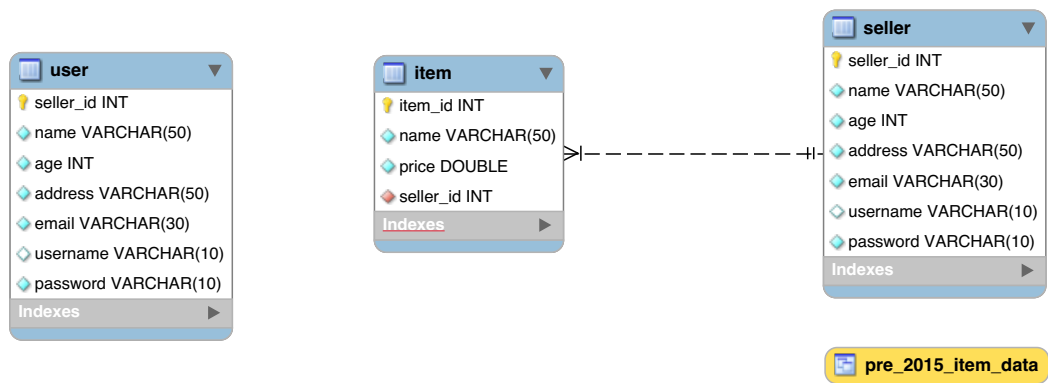 user
seller_id INT
name VARCHAR(50)
age INT
address VARCHAR(50)
email VARCHAR(30)
username VARCHAR(10)
password VARCHAR(10)
Indexes
item
item_id INT
name VARCHAR(50)
price DOUBLE
seller_id INT
Indexes
seller
seller_id INT
name VARCHAR(50)
age INT
address VARCHAR(50)
email VARCHAR(30)
username VARCHAR(10)
password VARCHAR(10)
Indexes
pre_2015_item_data